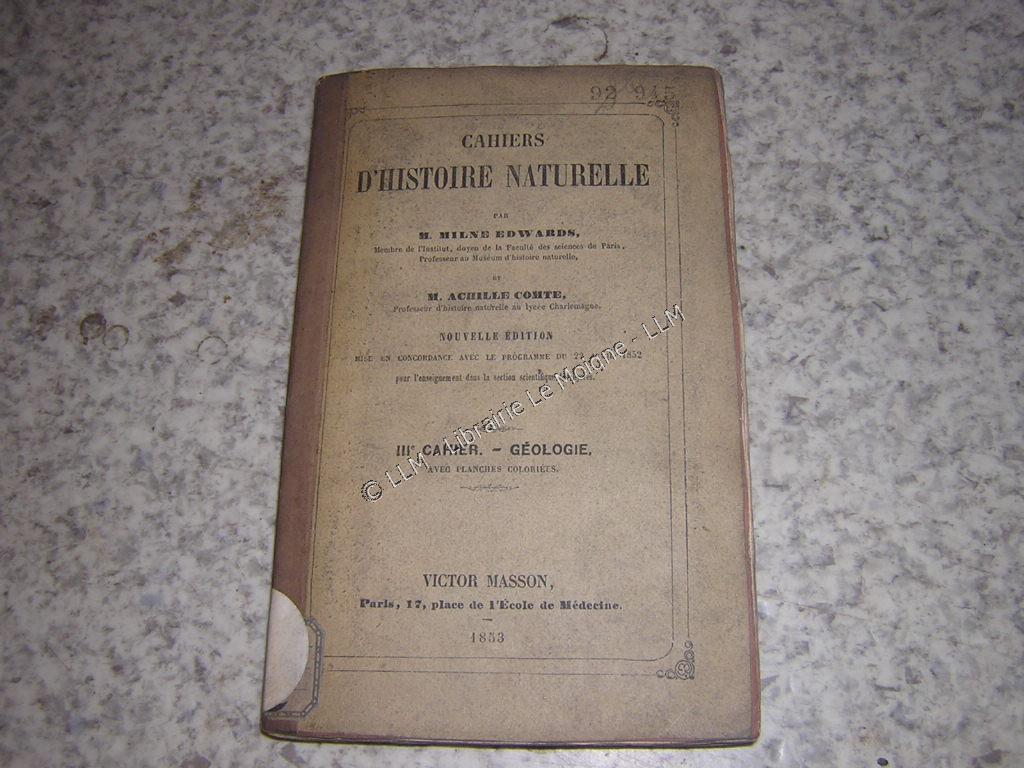 92 943
CAHIERS
D'HISTOIRE NATURELLE
PAR
M. MILNE EDWARDS,
Membre de l'Institut, doyen de la Faculté des sciences de Paris,
Professeur au Muséum d'histoire naturelle,
ET
M. ACHILLE COMTE,
Professeur d'histoire naturelle au lycée Charlemagne.
NOUVELLE ÉDITION
MISE EN CONCORDANCE AVEC LE PROGRAMME DU 1852
pour l'enseignement dans la section scientifique
IIIe CAHIER. - GÉOLOGIE,
AVEC PLANCHES COLORIÉES.
© LLM - Librairie Le Moigne - LLM
VICTOR MASSON,
Paris, 17, place de l'École de Médecine.
1853